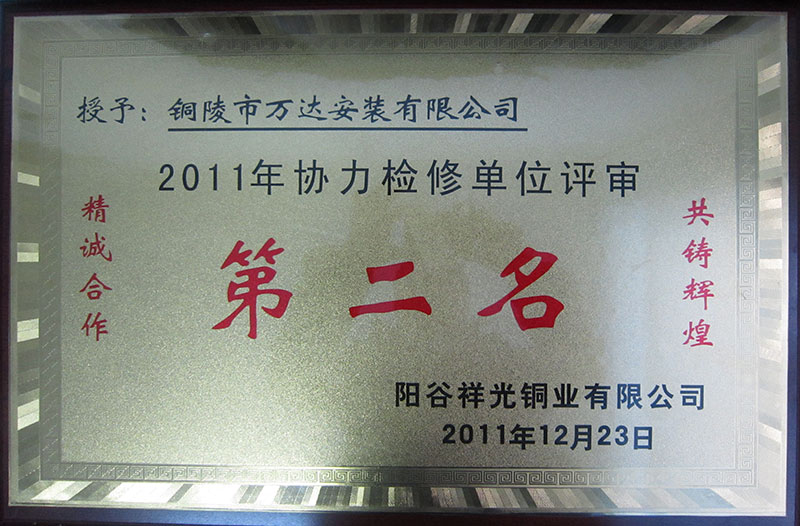 授予：铜陵市万达安装有限公司
2011年协力检修单位评审
精诚合作
第二名
共铸辉煌
阳谷祥光铜业有限公司
2011年12月23日